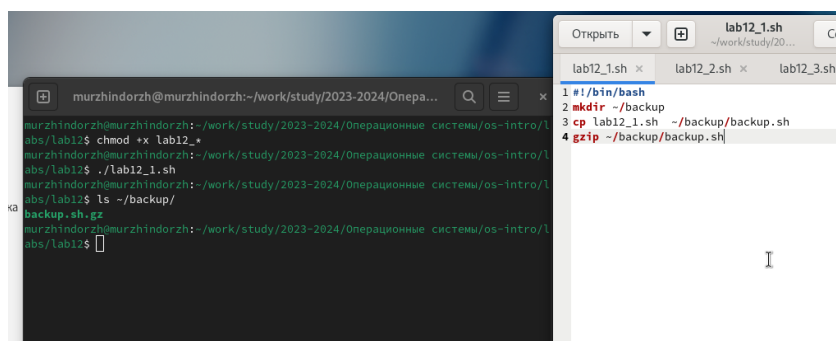 murzhindorzh@murzhindorzh:~/work/study/2023-2024/Опера...
murzhindorzh@murzhindorzh:~/work/study/2023-2024/Операционные системы/os-intro/l
abs/lab12$ chmod +x lab12_*
murzhindorzh@murzhindorzh:~/work/study/2023-2024/Операционные системы/os-intro/l
abs/lab12$ ./lab12_1.sh
murzhindorzh@murzhindorzh:~/work/study/2023-2024/Операционные системы/os-intro/l
abs/lab12$ ls ~/backup/
backup.sh.gz
murzhindorzh@murzhindorzh:~/work/study/2023-2024/Операционные системы/os-intro/l
abs/lab12$
ка
Открыть
lab12_1.sh
~/work/study/20...
Со
lab12_1.sh × lab12_2.sh × lab12_3.sh
1 #!/bin/bash
2 mkdir ~/backup
3 cp lab12_1.sh  ~/backup/backup.sh
4 gzip ~/backup/backup.sh